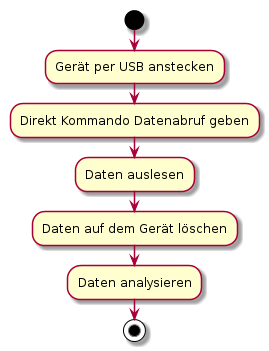 Gerät per USB anstecken
Direkt Kommando Datenabruf geben
Daten auslesen
Daten auf dem Gerät löschen
Daten analysieren